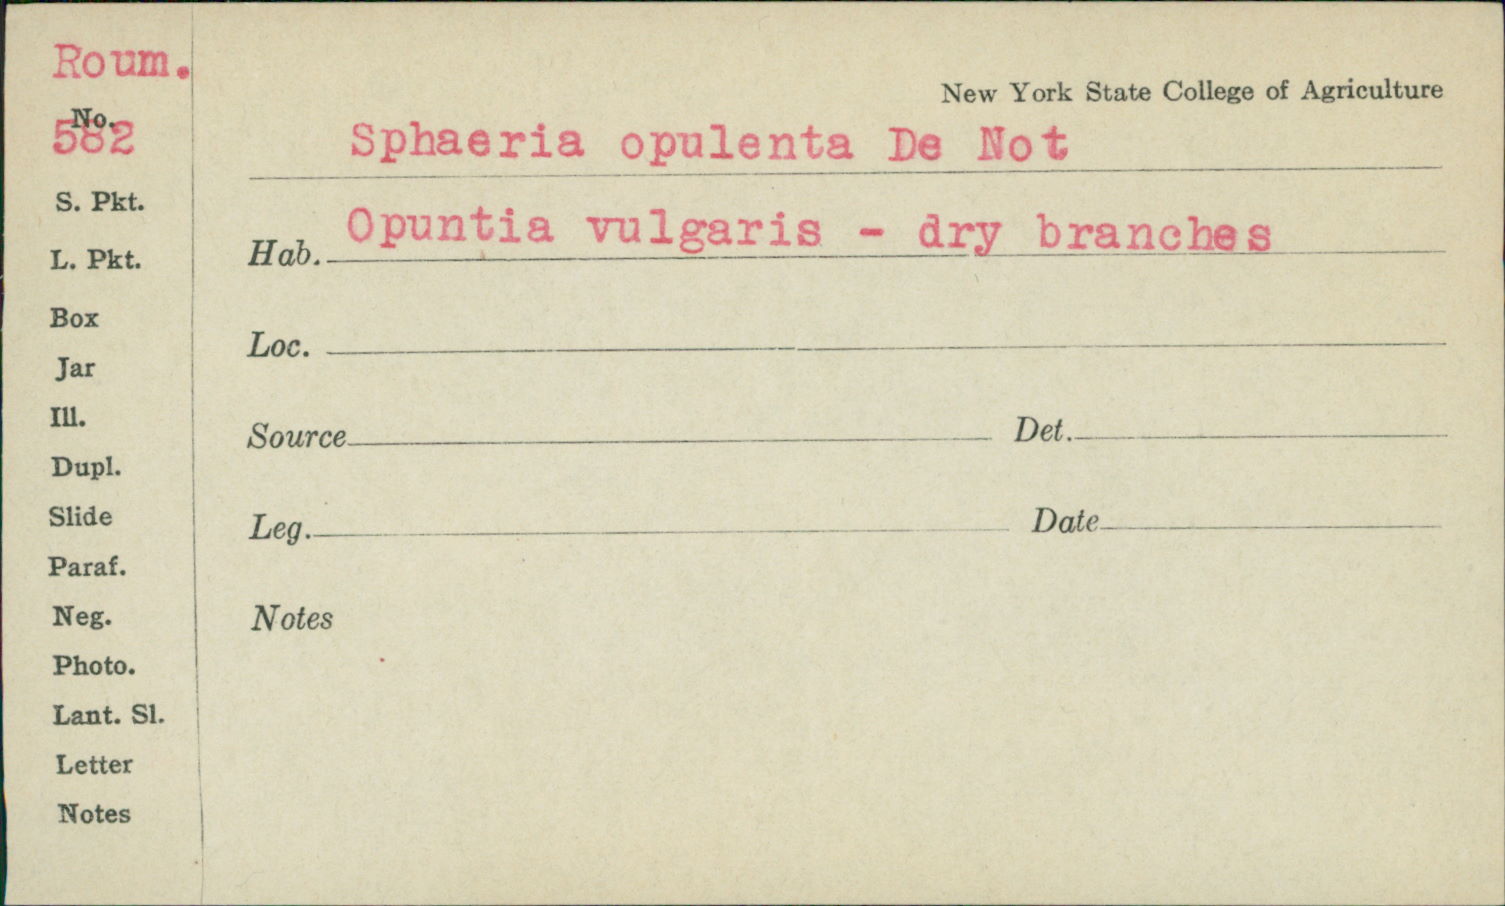 Roum.
No.
582
S. Pkt.
L. Pkt.
Box
Jar
Ill.
Dupl.
Slide
Paraf.
Neg.
Photo.
Lant. Sl.
Letter
Notes
New York State College of Agriculture
Sphaeria opulenta De Not
Hab. Opuntia vulgaris - dry branches
Loc.
Source Det.
Leg. Date
Notes